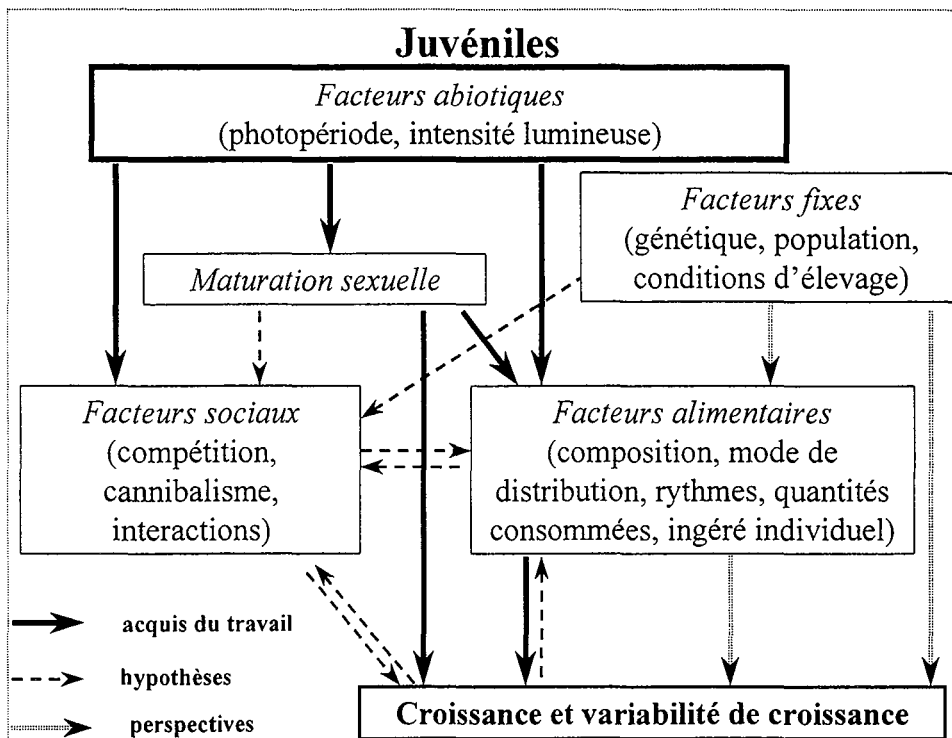 Juvéniles
Facteurs abiotiques
(photopériode, intensité lumineuse)
Facteurs fixes
(génétique, population,
conditions d'élevage)
Maturation sexuelle
Facteurs sociaux
(compétition,
cannibalisme,
interactions)
Facteurs alimentaires
(composition, mode de
distribution, rythmes, quantités
consommées, ingéré individuel)
acquis du travail
hypothèses
perspectives
Croissance et variabilité de croissance